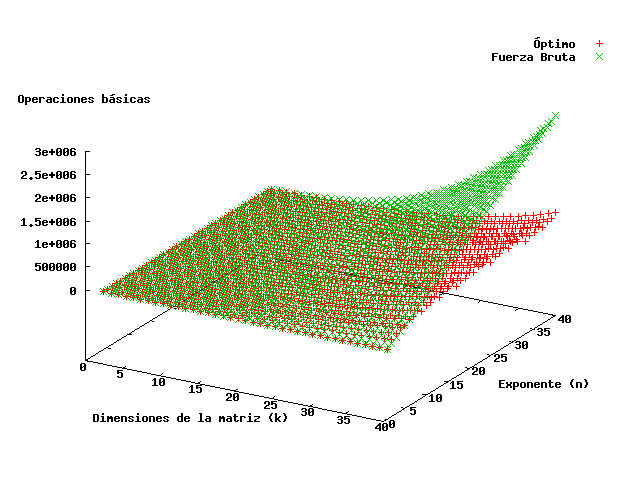 Óptimo
Fuerza Bruta
Operaciones básicas
3e+006
2.5e+006
2e+006
1.5e+006
1e+006
500000
0
0
5
10
15
20
25
30
35
40
Dimensiones de la matriz (k)
0
5
10
15
20
25
30
35
40
Exponente (n)